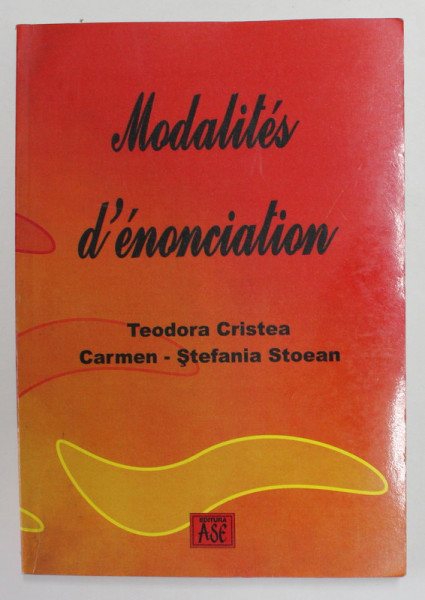 Modalités
d'énonciation
Teodora Cristea
Carmen - Ştefania Stoean
EDITURA
ASE